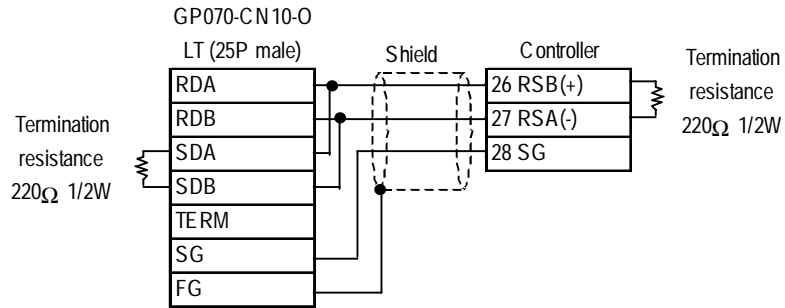 GP070-CN10-O
LT (25P male)
Shield
Controller
RDA
RDB
SDA
SDB
TERM
SG
FG
26 RSB(+)
27 RSA(-)
28 SG
Termination
resistance
220Ω 1/2W
Termination
resistance
220Ω 1/2W